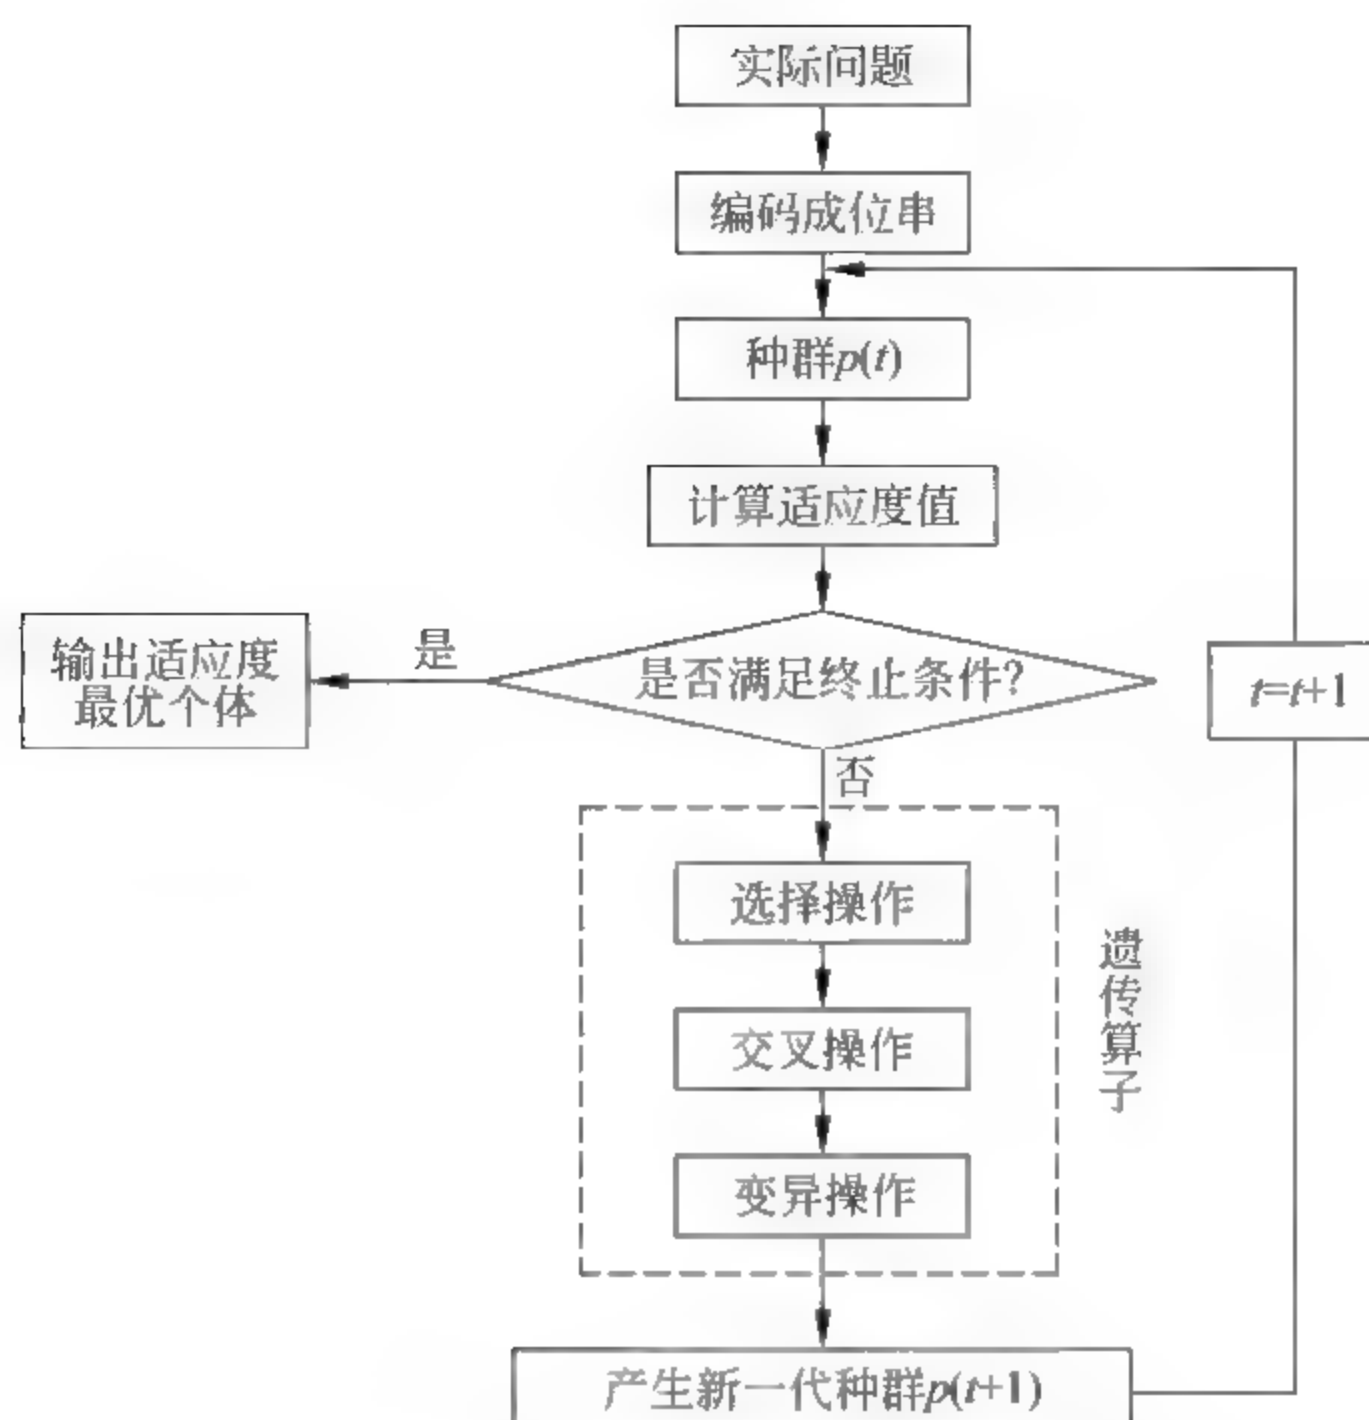 实际问题
编码成位串
种群p(t)
计算适应度值
是否满足终止条件?
是
输出适应度
最优个体
t=t+1
否
选择操作
交叉操作
变异操作
遗传算子
产生新一代种群p(t+1)